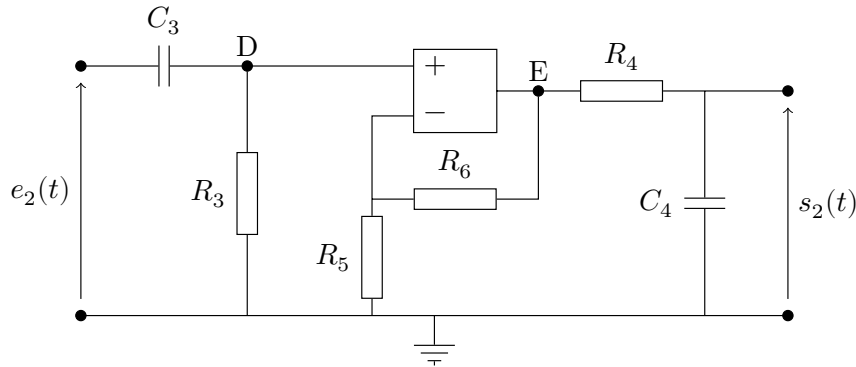 C₃
D
+
E
R₄
−
R₆
e₂(t)
R₃
C₄
s₂(t)
R₅